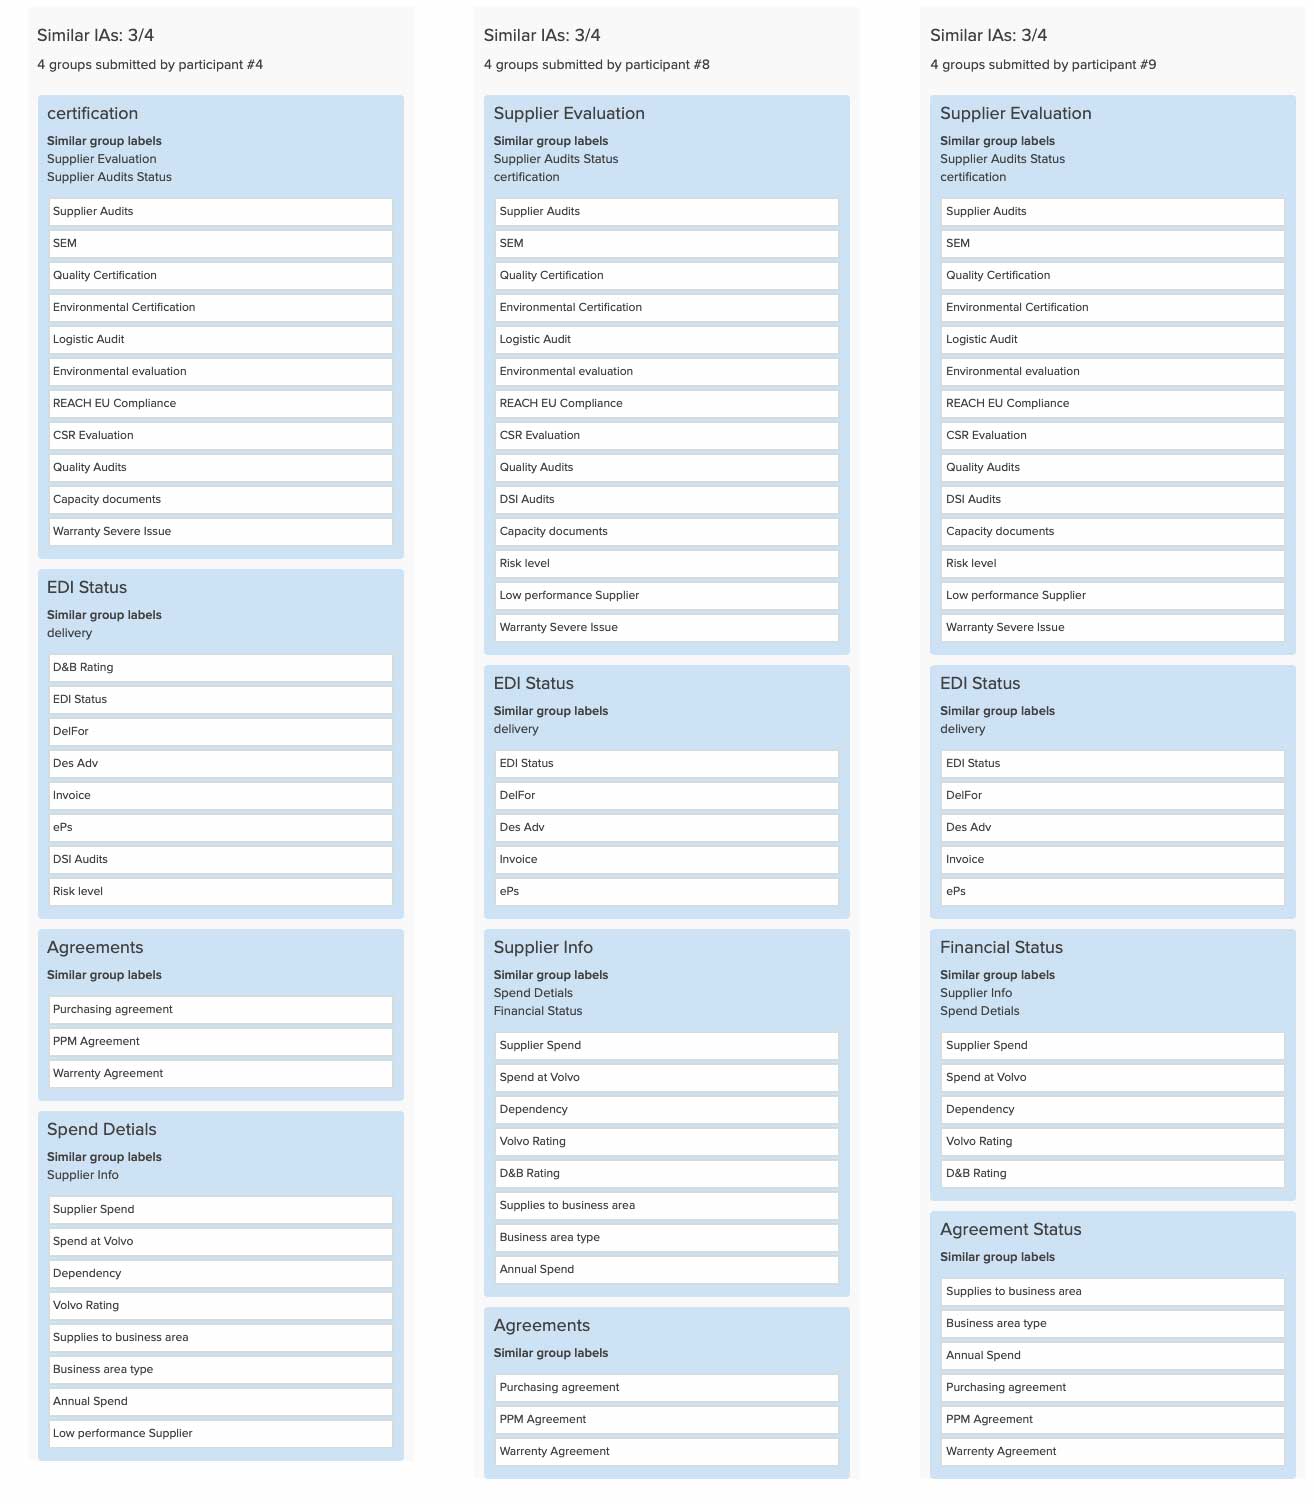 Similar IAs: 3/4
4 groups submitted by participant #4
certification
Similar group labels
Supplier Evaluation
Supplier Audits Status
Supplier Audits
SEM
Quality Certification
Environmental Certification
Logistic Audit
Environmental evaluation
REACH EU Compliance
CSR Evaluation
Quality Audits
Capacity documents
Warranty Severe Issue
EDI Status
Similar group labels
delivery
D&B Rating
EDI Status
DelFor
Des Adv
Invoice
ePs
DSI Audits
Risk level
Agreements
Similar group labels
Purchasing agreement
PPM Agreement
Warrenty Agreement
Spend Detials
Similar group labels
Supplier Info
Supplier Spend
Spend at Volvo
Dependency
Volvo Rating
Supplies to business area
Business area type
Annual Spend
Low performance Supplier
Similar IAs: 3/4
4 groups submitted by participant #8
Supplier Evaluation
Similar group labels
Supplier Audits Status
certification
Supplier Audits
SEM
Quality Certification
Environmental Certification
Logistic Audit
Environmental evaluation
REACH EU Compliance
CSR Evaluation
Quality Audits
DSI Audits
Capacity documents
Risk level
Low performance Supplier
Warranty Severe Issue
EDI Status
Similar group labels
delivery
EDI Status
DelFor
Des Adv
Invoice
ePs
Supplier Info
Similar group labels
Spend Detials
Financial Status
Supplier Spend
Spend at Volvo
Dependency
Volvo Rating
D&B Rating
Supplies to business area
Business area type
Annual Spend
Agreements
Similar group labels
Purchasing agreement
PPM Agreement
Warrenty Agreement
Similar IAs: 3/4
4 groups submitted by participant #9
Supplier Evaluation
Similar group labels
Supplier Audits Status
certification
Supplier Audits
SEM
Quality Certification
Environmental Certification
Logistic Audit
Environmental evaluation
REACH EU Compliance
CSR Evaluation
Quality Audits
DSI Audits
Capacity documents
Risk level
Low performance Supplier
Warranty Severe Issue
EDI Status
Similar group labels
delivery
EDI Status
DelFor
Des Adv
Invoice
ePs
Financial Status
Similar group labels
Supplier Info
Spend Detials
Supplier Spend
Spend at Volvo
Dependency
Volvo Rating
D&B Rating
Agreement Status
Similar group labels
Supplies to business area
Business area type
Annual Spend
Purchasing agreement
PPM Agreement
Warrenty Agreement